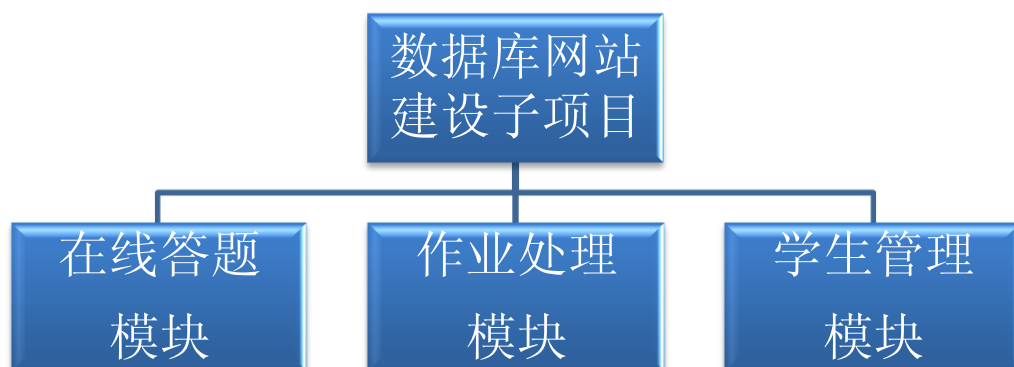 数据库网站
建设子项目
在线答题
模块
作业处理
模块
学生管理
模块